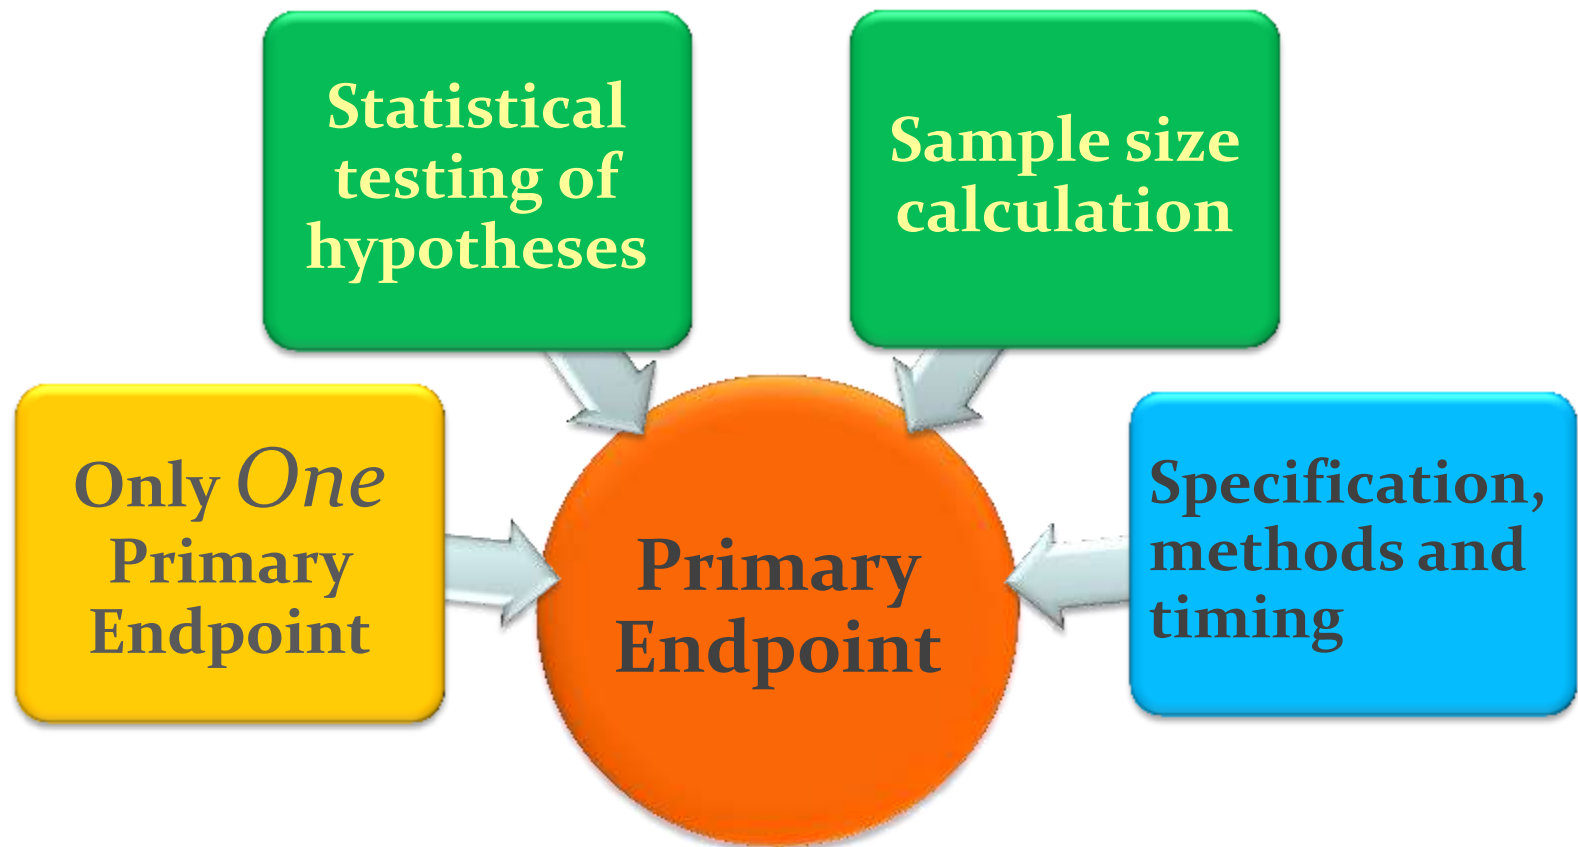 Statistical
testing of
hypotheses
Sample size
calculation
Only One
Primary
Endpoint
Primary
Endpoint
Specification,
methods and
timing